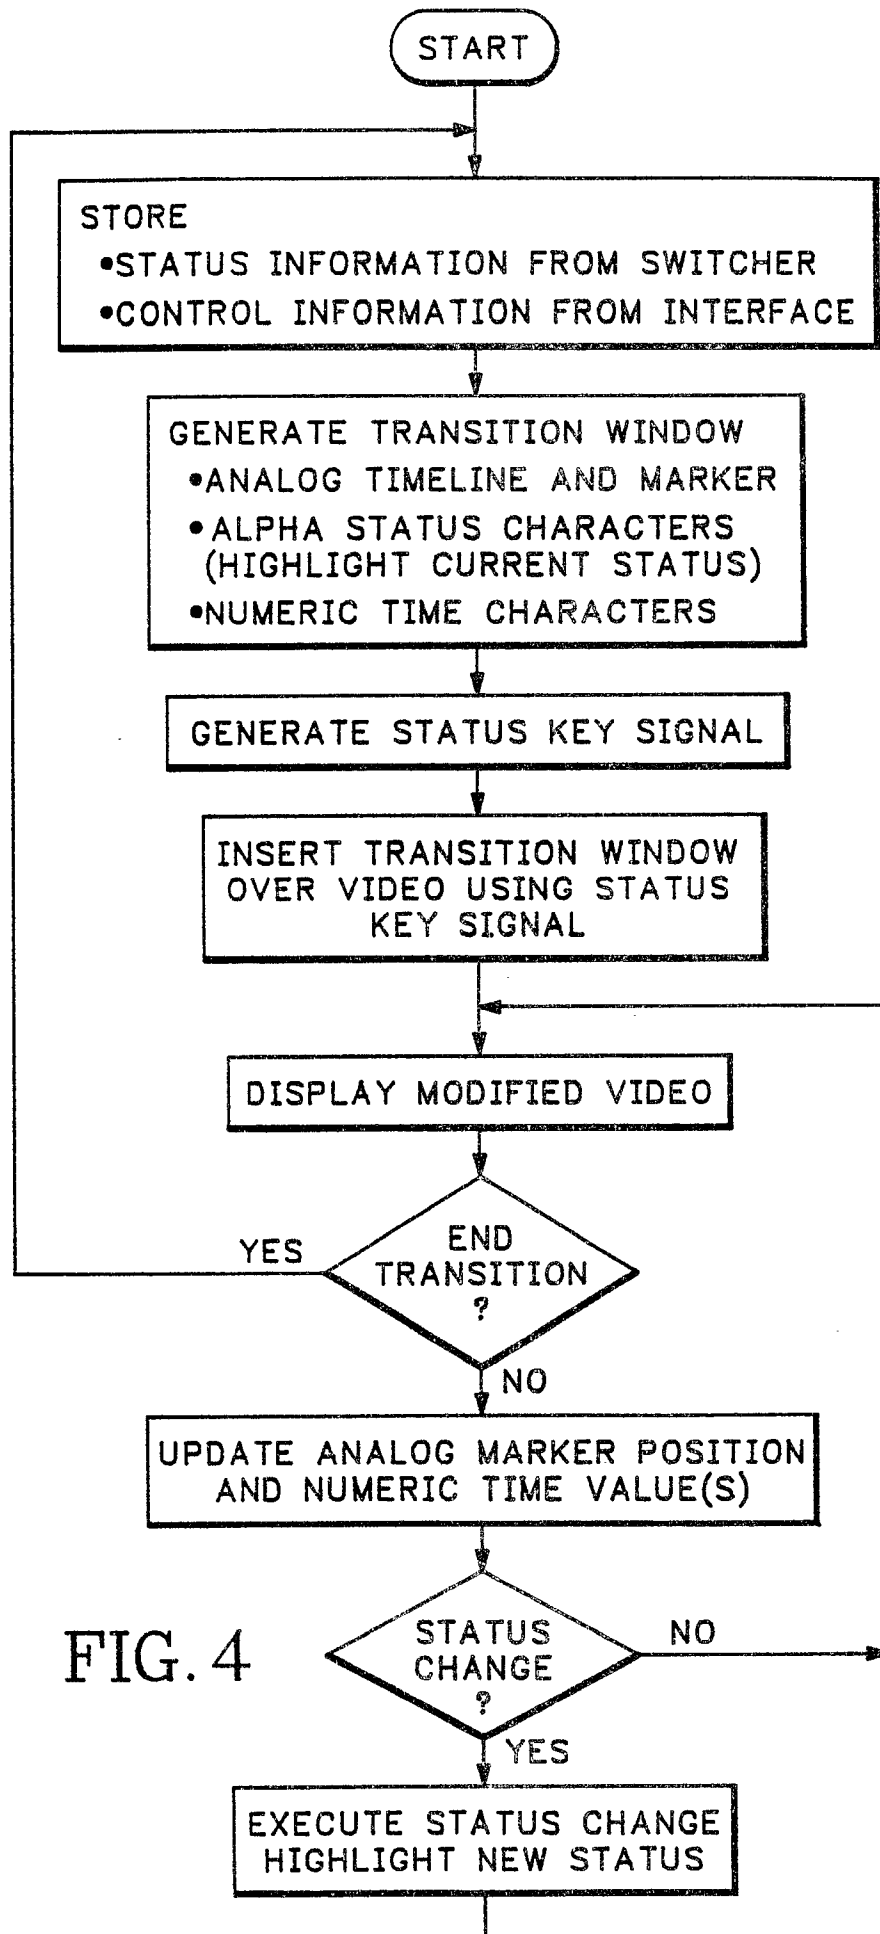 START
STORE
•STATUS INFORMATION FROM SWITCHER
•CONTROL INFORMATION FROM INTERFACE
GENERATE TRANSITION WINDOW
•ANALOG TIMELINE AND MARKER
•ALPHA STATUS CHARACTERS
(HIGHLIGHT CURRENT STATUS)
•NUMERIC TIME CHARACTERS
GENERATE STATUS KEY SIGNAL
INSERT TRANSITION WINDOW
OVER VIDEO USING STATUS
KEY SIGNAL
DISPLAY MODIFIED VIDEO
YES
END
TRANSITION
?
NO
UPDATE ANALOG MARKER POSITION
AND NUMERIC TIME VALUE(S)
FIG. 4
STATUS
CHANGE
?
NO
YES
EXECUTE STATUS CHANGE
HIGHLIGHT NEW STATUS